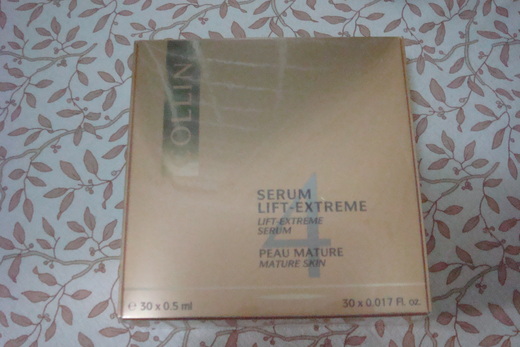 SERUM
LIFT-EXTREME
LIFT-EXTREME
SERUM
4
PEAU MATURE
MATURE SKIN
e 30 x 0.5 ml
30 x 0.017 Fl. oz.